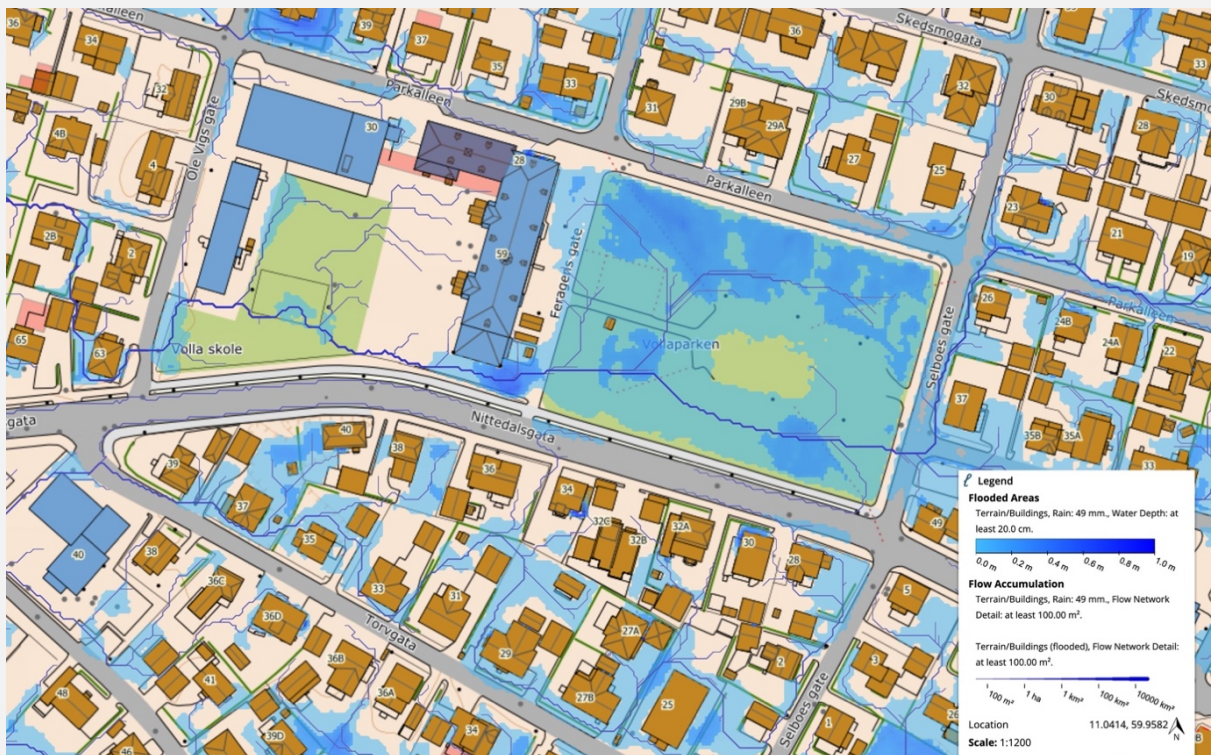 36
34
39
37
35
33
36
Skedsmogata
33
32
4B
4
Ole Vigs gate
30
28
Parkalleen
31
29B
29A
27
25
32
30
28
Parkalleen
23
21
19
2B
2
59
Feragens gate
Vollaparken
Selboes gate
26
24B
24A
22
Parkalleen
65
63
Volla skole
37
35B
35A
33
Nittedalsgata
40
39
38
36
34
32C
32B
32A
30
28
49
40
38
37
35
36C
36D
33
31
29
27A
27B
25
2
5
3
1
Torvgata
Selboes gate
48
41
36B
36A
39D
34
46
26
Legend
Flooded Areas
Terrain/Buildings, Rain: 49 mm., Water Depth: at
least 20.0 cm.
0.0 m 0.2 m 0.4 m 0.6 m 0.8 m 1.0 m
Flow Accumulation
Terrain/Buildings, Rain: 49 mm., Flow Network
Detail: at least 100.00 m².
Terrain/Buildings (flooded), Flow Network Detail:
at least 100.00 m².
100 m² 1 ha 1 km² 100 km² 10000 km²
Location 11.0414, 59.9582
N
Scale: 1:1200